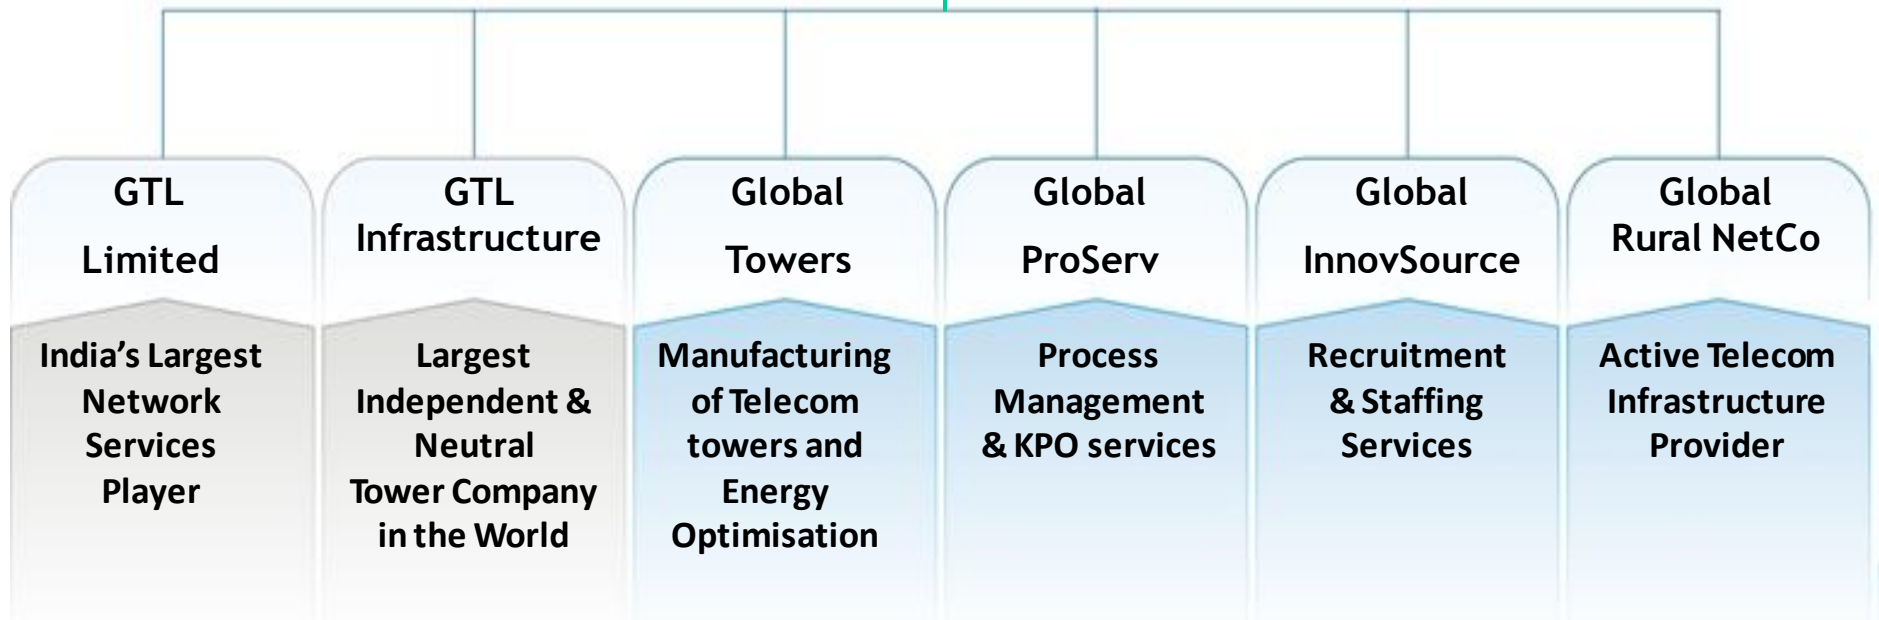 GTL
Limited
India's Largest
Network
Services
Player
GTL
Infrastructure
Largest
Independent &
Neutral
Tower Company
in the World
Global
Towers
Manufacturing
of Telecom
towers and
Energy
Optimisation
Global
ProServ
Process
Management
& KPO services
Global
InnovSource
Recruitment
& Staffing
Services
Global
Rural NetCo
Active Telecom
Infrastructure
Provider